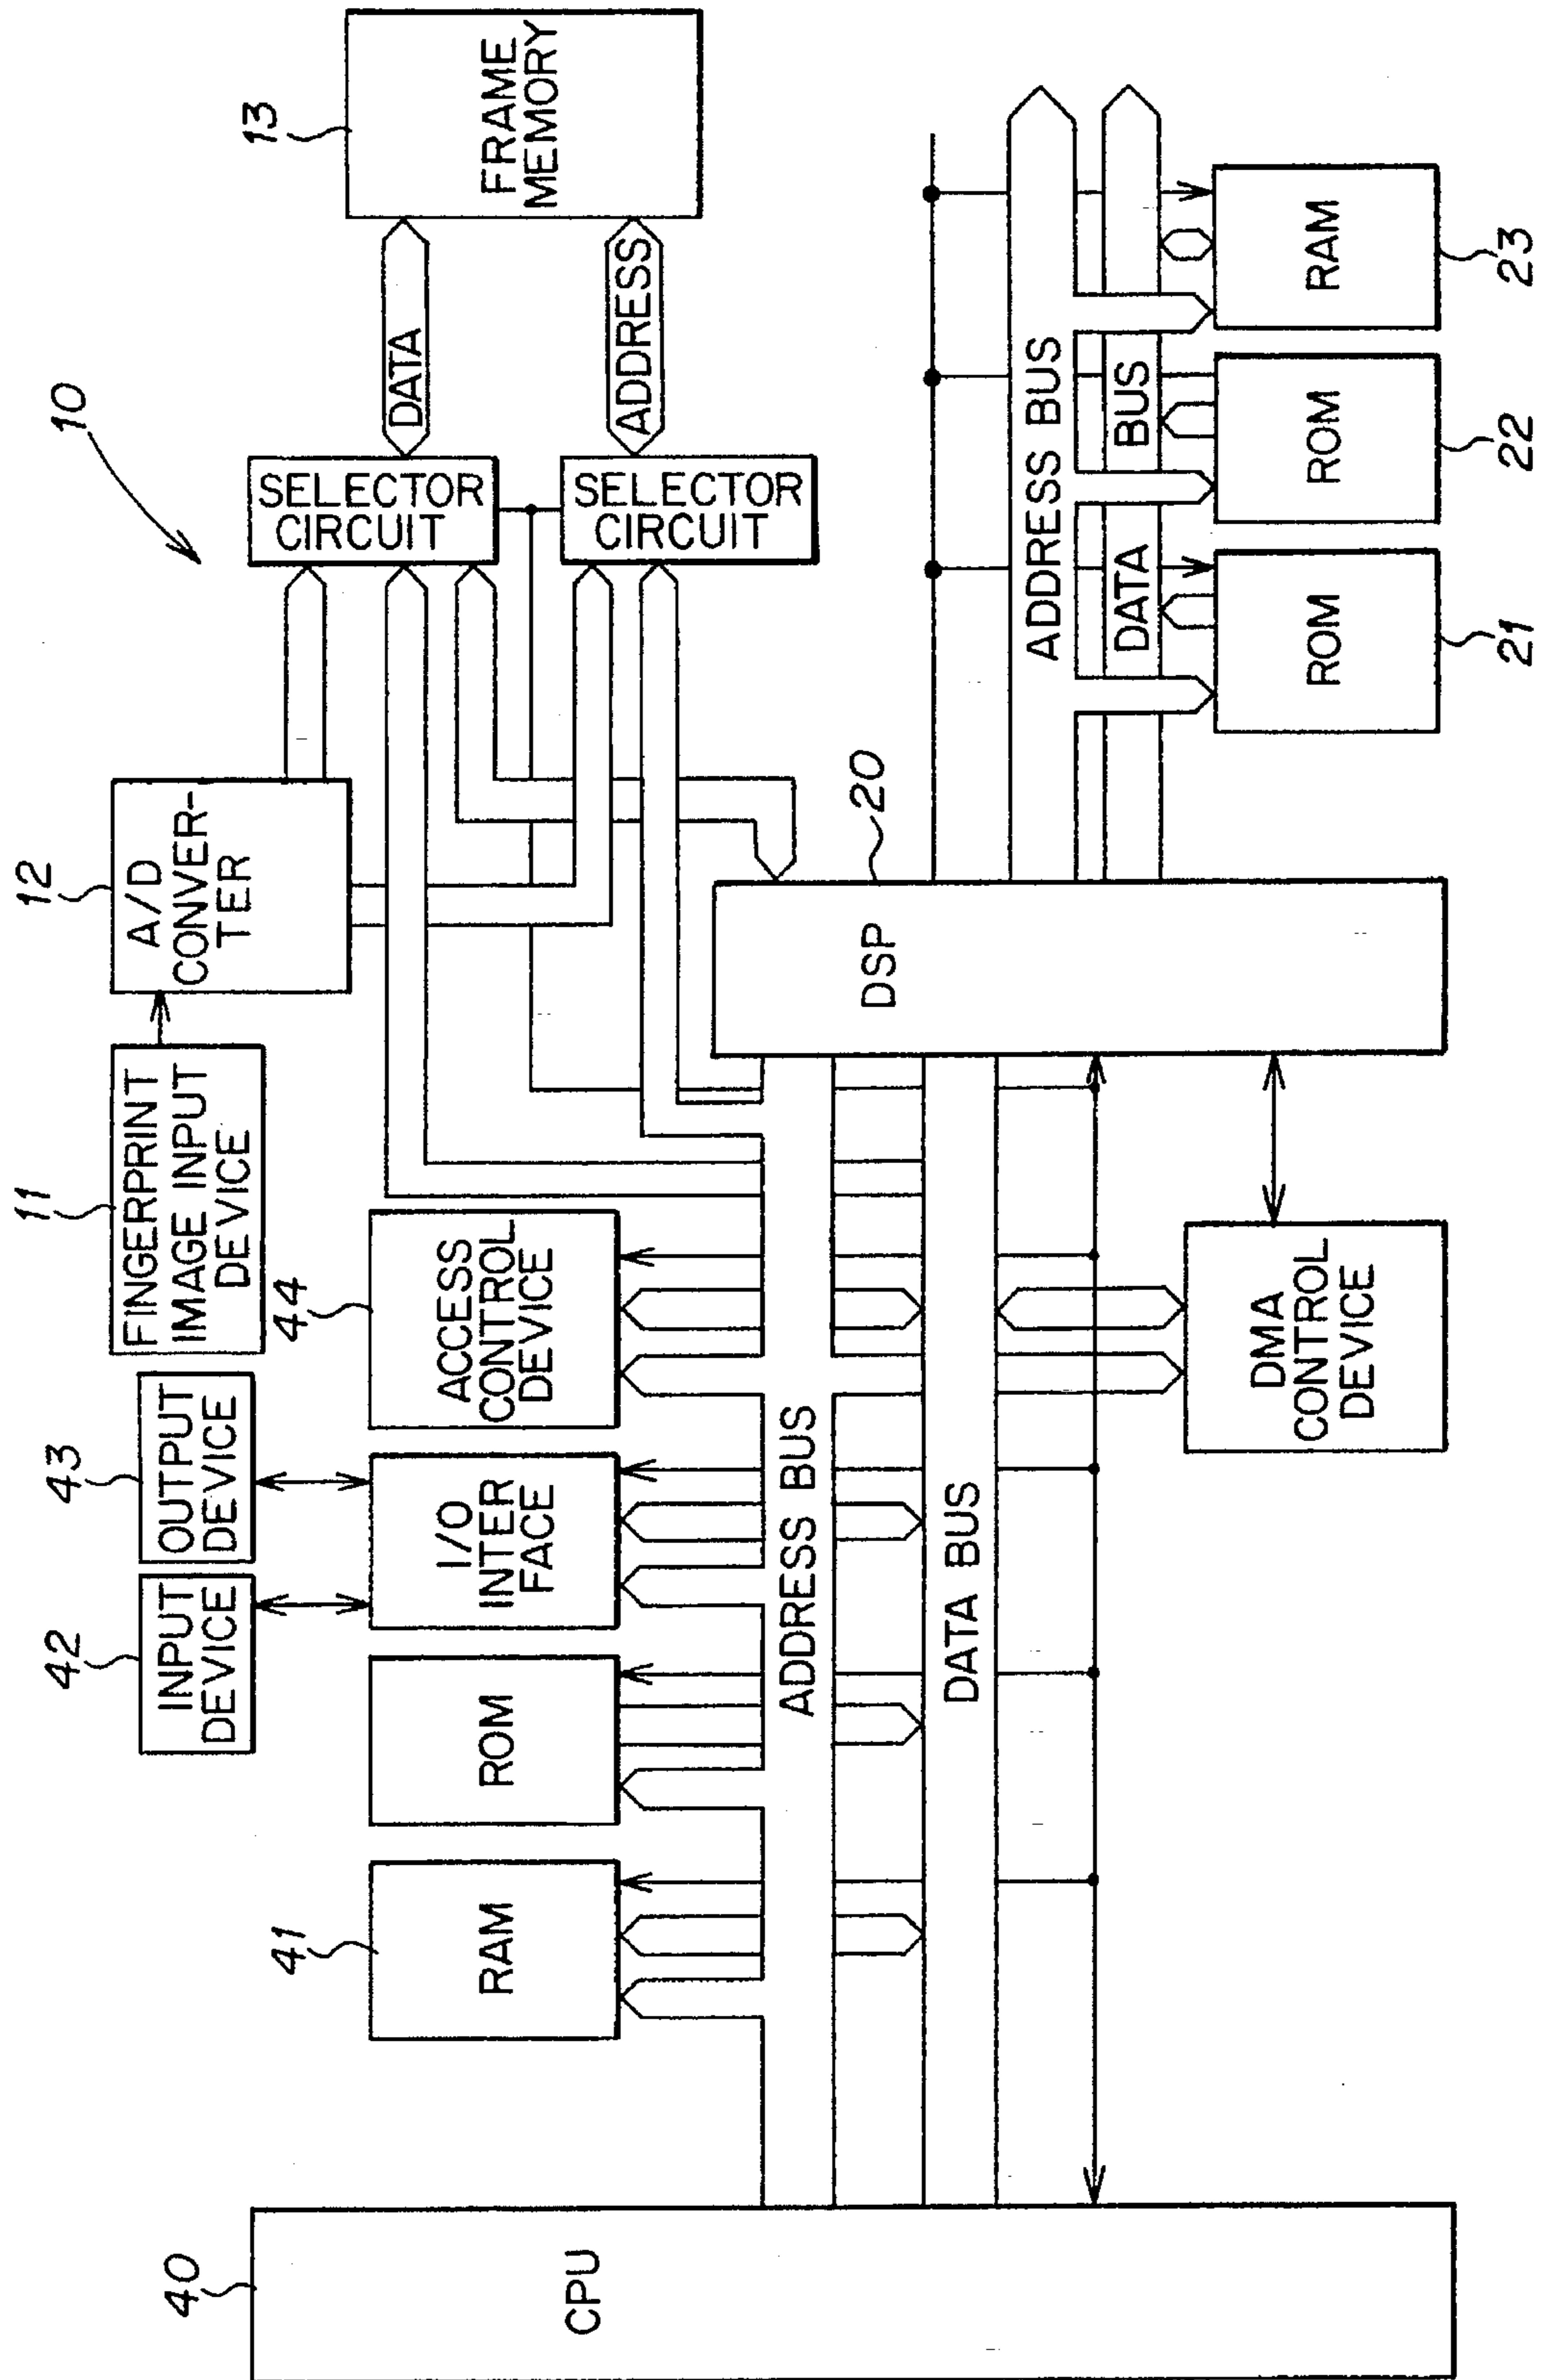 40
CPU
41
RAM
ROM
42
INPUT
DEVICE
43
OUTPUT
DEVICE
I/O
INTER
FACE
44
ACCESS
CONTROL
DEVICE
11
FINGERPRINT
IMAGE INPUT
DEVICE
12
A/D
CONVER-
TER
10
SELECTOR
CIRCUIT
SELECTOR
CIRCUIT
DATA
ADDRESS
13
FRAME
MEMORY
ADDRESS BUS
DATA BUS
DMA
CONTROL
DEVICE
20
DSP
ADDRESS BUS
DATA BUS
ROM
21
ROM
22
RAM
23